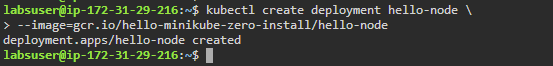 labsuser@ip-172-31-29-216:~$ kubectl create deployment hello-node \
> --image=gcr.io/hello-minikube-zero-install/hello-node
deployment.apps/hello-node created
labsuser@ip-172-31-29-216:~$